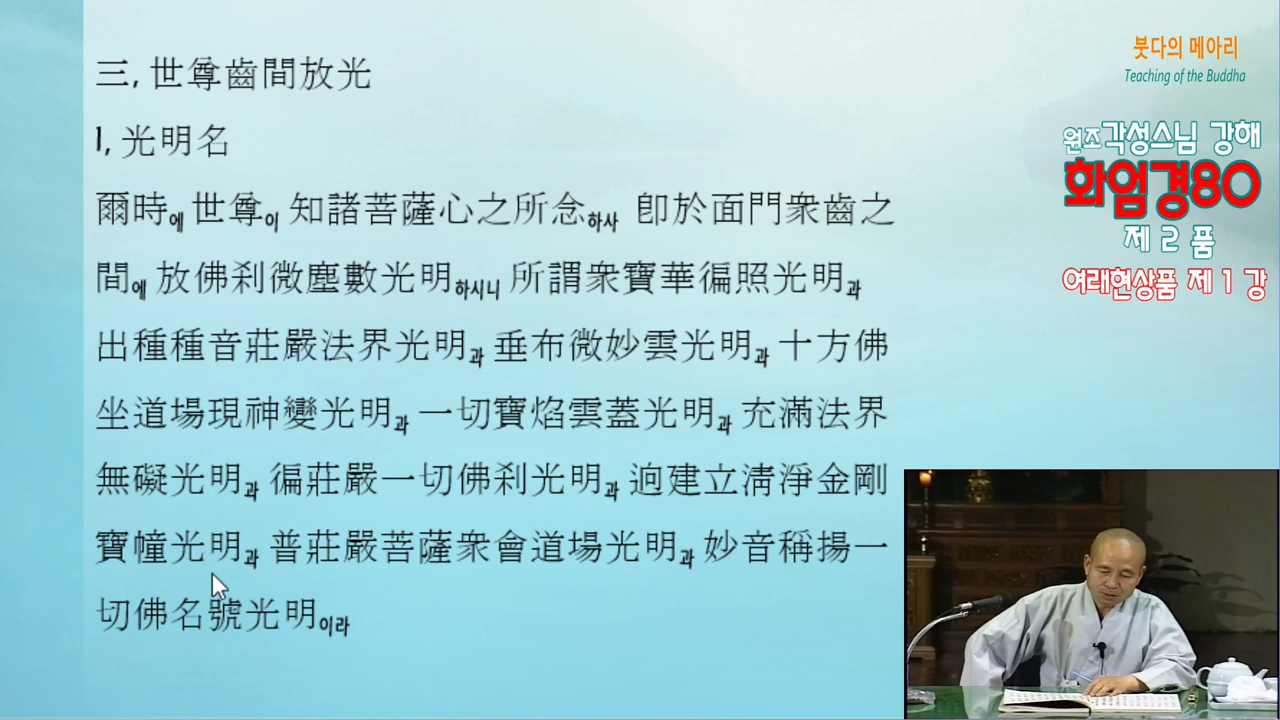 三, 世尊齒間放光
1, 光明名
爾時에 世尊이 知諸菩薩心之所念하사 卽於面門衆齒之
間에 放佛刹微塵數光明하시니 所謂衆寶華徧照光明과
出種種音莊嚴法界光明과 垂布微妙雲光明과 十方佛
坐道場現神變光明과 一切寶焰雲蓋光明과 充滿法界
無礙光明과 徧莊嚴一切佛刹光明과 逈建立淸淨金剛
寶幢光明과 普莊嚴菩薩衆會道場光明과 妙音稱揚一
切佛名號光明이라
붓다의 메아리
Teaching of the Buddha
원조각성스님 강해
화엄경80
제 2 품
여래현상품 제 1 강